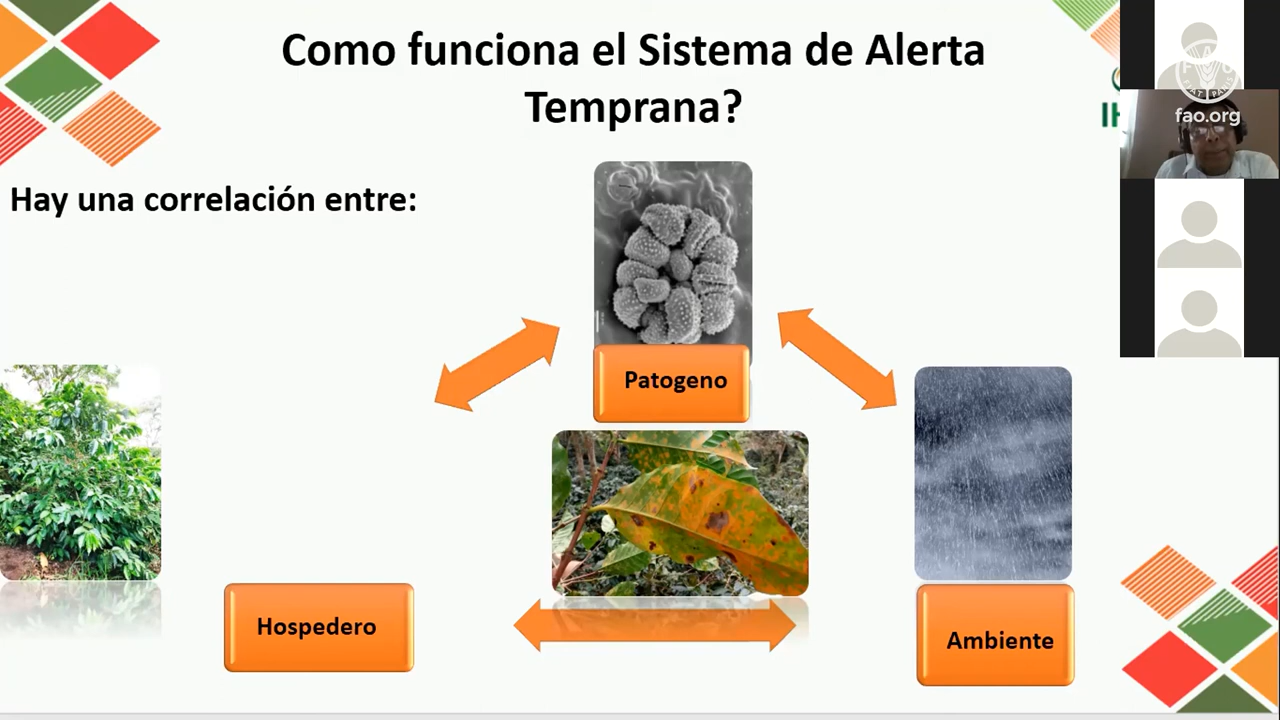 Como funciona el Sistema de Alerta
Temprana?
fao.org
Hay una correlación entre:
Patogeno
Hospedero
Ambiente